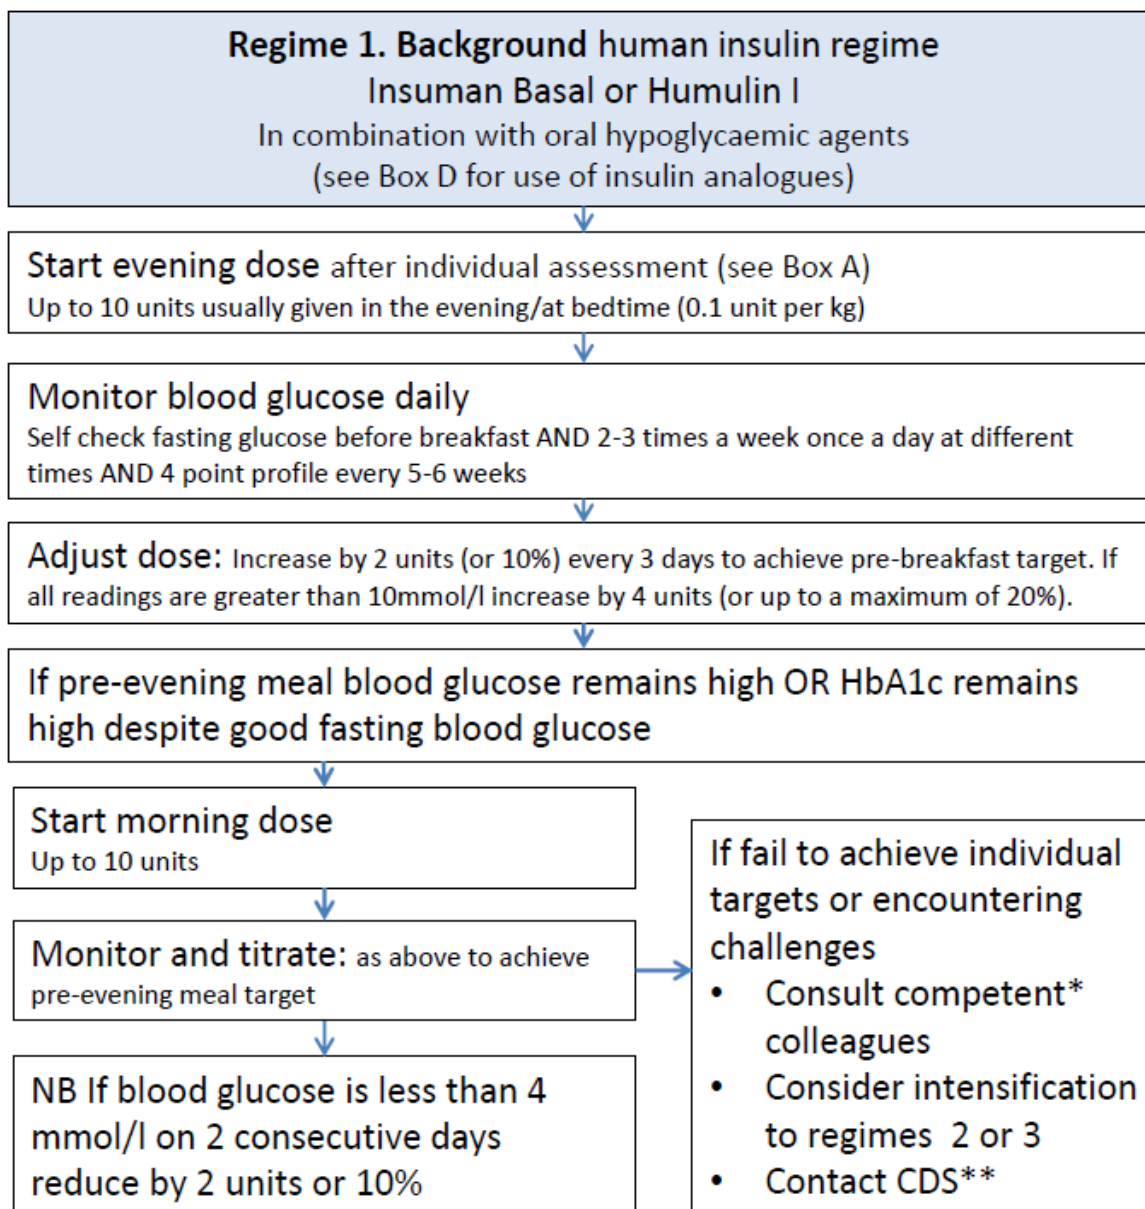 Regime 1. Background human insulin regime
Insuman Basal or Humulin I
In combination with oral hypoglycaemic agents
(see Box D for use of insulin analogues)
Start evening dose after individual assessment (see Box A)
Up to 10 units usually given in the evening/at bedtime (0.1 unit per kg)
Monitor blood glucose daily
Self check fasting glucose before breakfast AND 2-3 times a week once a day at different
times AND 4 point profile every 5-6 weeks
Adjust dose: Increase by 2 units (or 10%) every 3 days to achieve pre-breakfast target. If
all readings are greater than 10mmol/l increase by 4 units (or up to a maximum of 20%).
If pre-evening meal blood glucose remains high OR HbA1c remains
high despite good fasting blood glucose
Start morning dose
Up to 10 units
Monitor and titrate: as above to achieve
pre-evening meal target
NB If blood glucose is less than 4
mmol/l on 2 consecutive days
reduce by 2 units or 10%
If fail to achieve individual
targets or encountering
challenges
• Consult competent*
colleagues
• Consider intensification
to regimes 2 or 3
• Contact CDS**